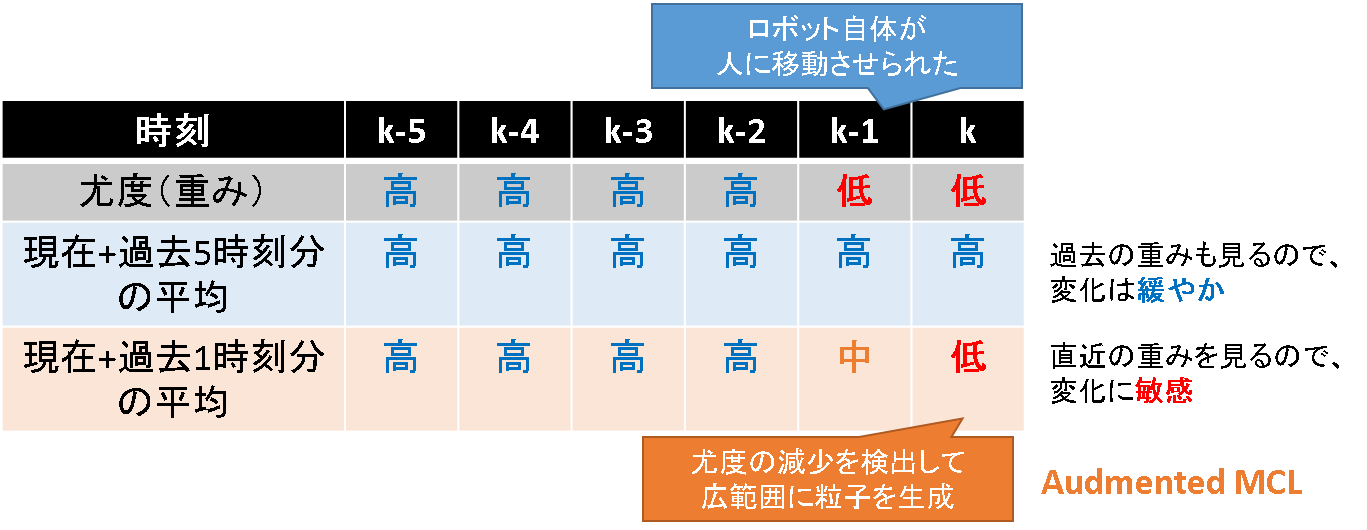 ロボット自体が
人に移動させられた
時刻 k-5 k-4 k-3 k-2 k-1 k
尤度(重み) 高 高 高 高 低 低
現在+過去5時刻分
の平均 高 高 高 高 高 高
過去の重みも見るので、
変化は緩やか
現在+過去1時刻分
の平均 高 高 高 高 中 低
直近の重みを見るので、
変化に敏感
尤度の減少を検出して
広範囲に粒子を生成
Audmented MCL